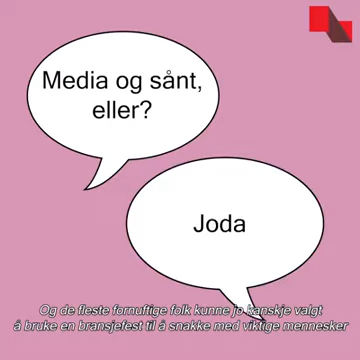 Media og sånt,
eller?
Joda
Og de fleste fornuftige folk kunne jo kanskje valgt
å bruke en bransjefest til å snakke med viktige mennesker